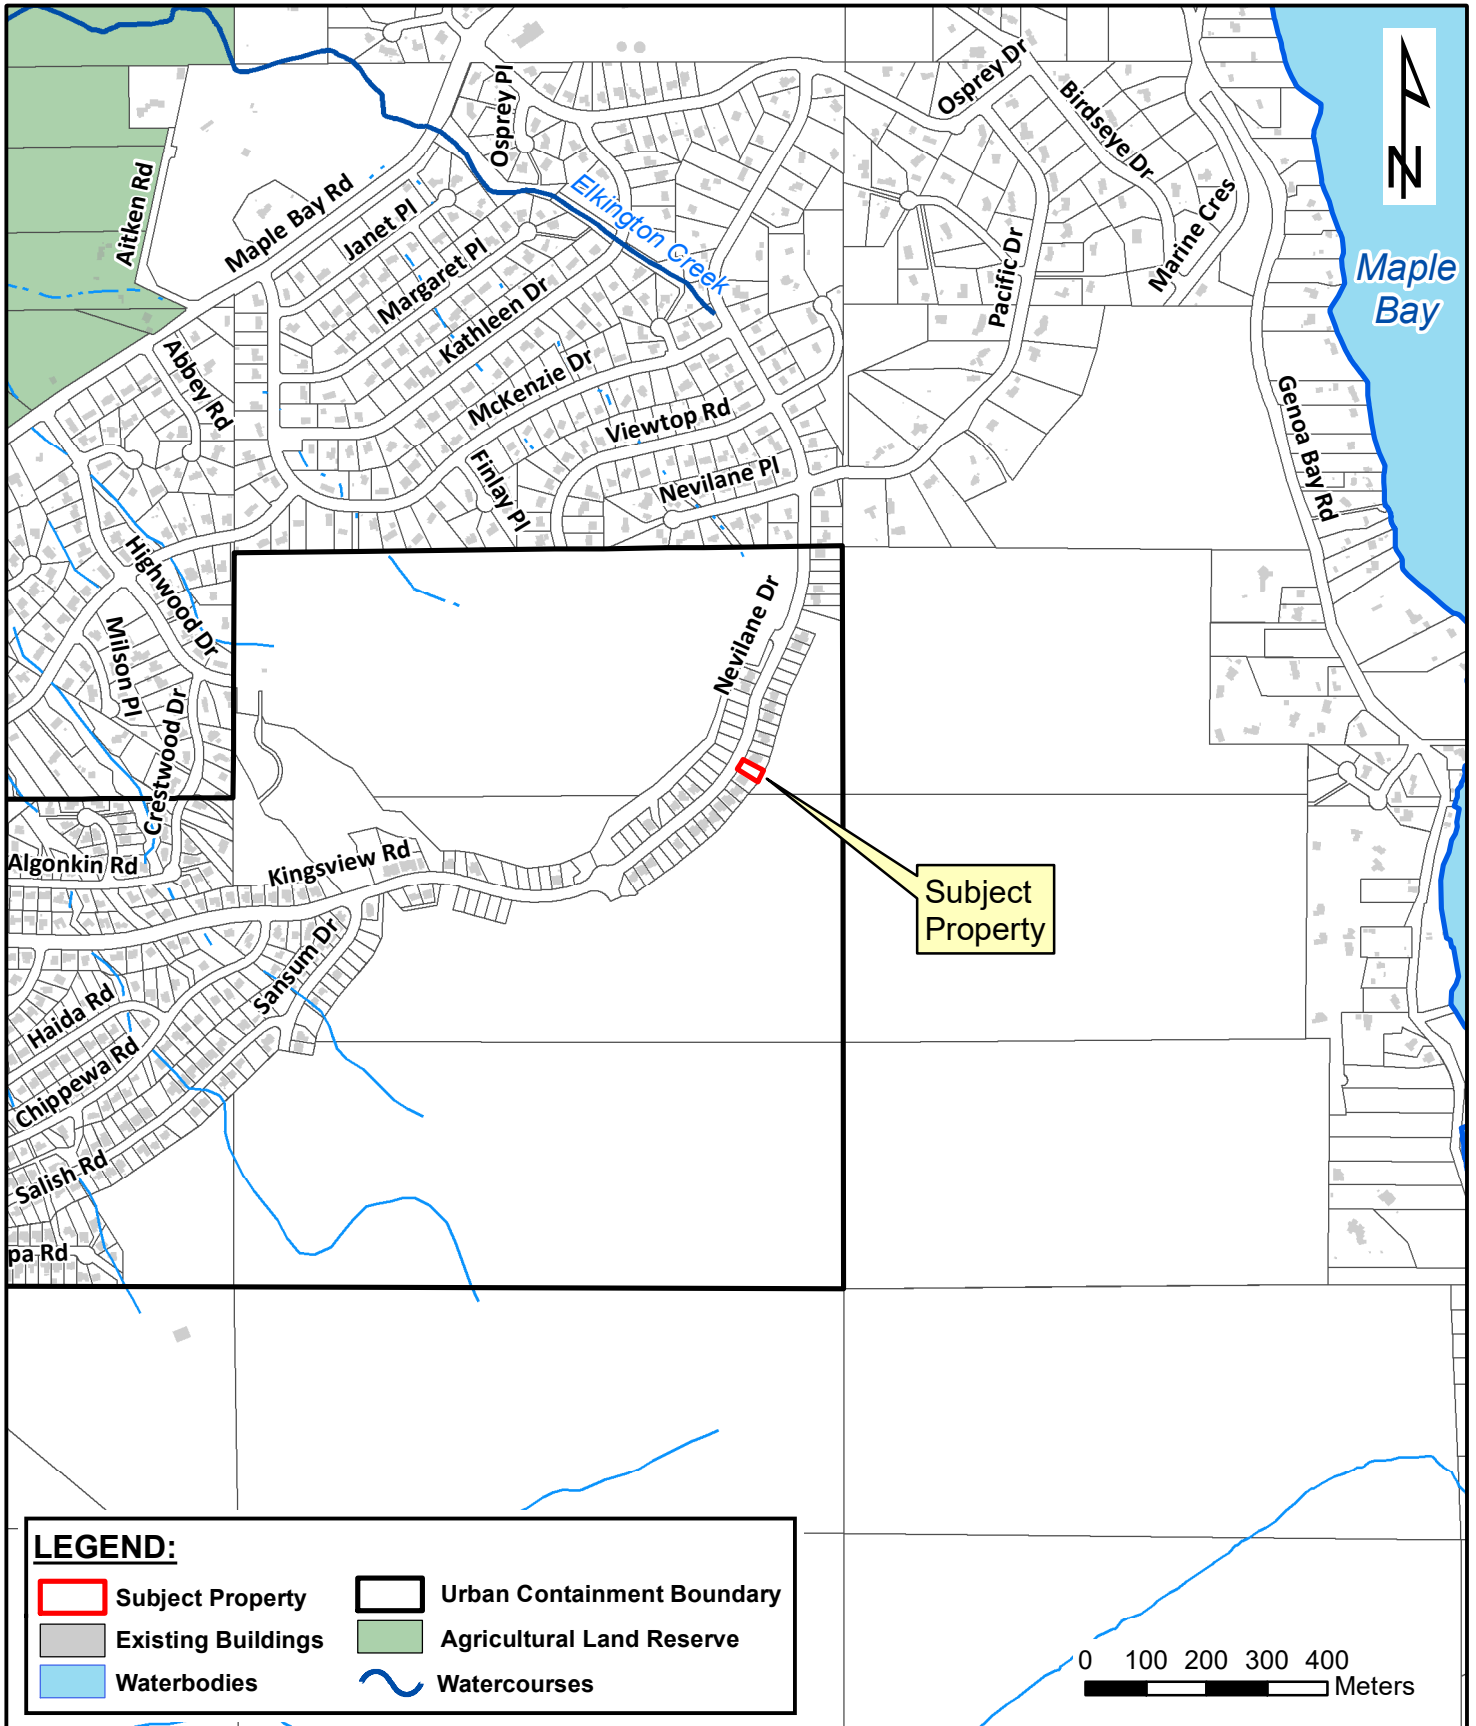 Osprey Pl
Osprey Dr
Birdseye Dr
N
Aitken Rd
Maple Bay Rd
Janet Pl
Elkington Creek
Marine Cres
Margaret Pl
Pacific Dr
Maple
Bay
Kathleen Dr
Abbey Rd
McKenzie Dr
Viewtop Rd
Genoa Bay Rd
Finlay Pl
Nevilane Pl
Highwood Dr
Nevilane Dr
Milson Pl
Crestwood Dr
Algonkin Rd
Kingsview Rd
Subject
Property
Sansum Dr
Haida Rd
Chippewa Rd
Salish Rd
pa Rd
LEGEND:
Subject Property
Urban Containment Boundary
Existing Buildings
Agricultural Land Reserve
Waterbodies
Watercourses
0 100 200 300 400
Meters